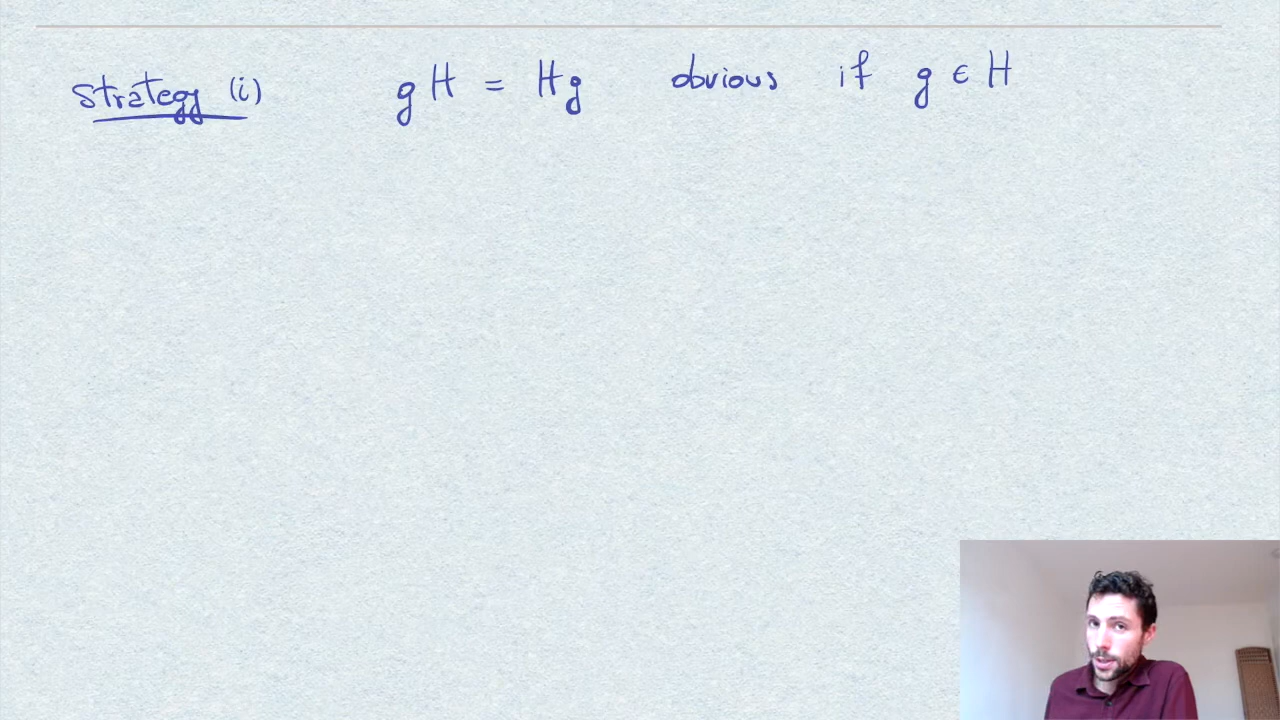 Strategy (i) gH = Hg obvious if g ∈ H